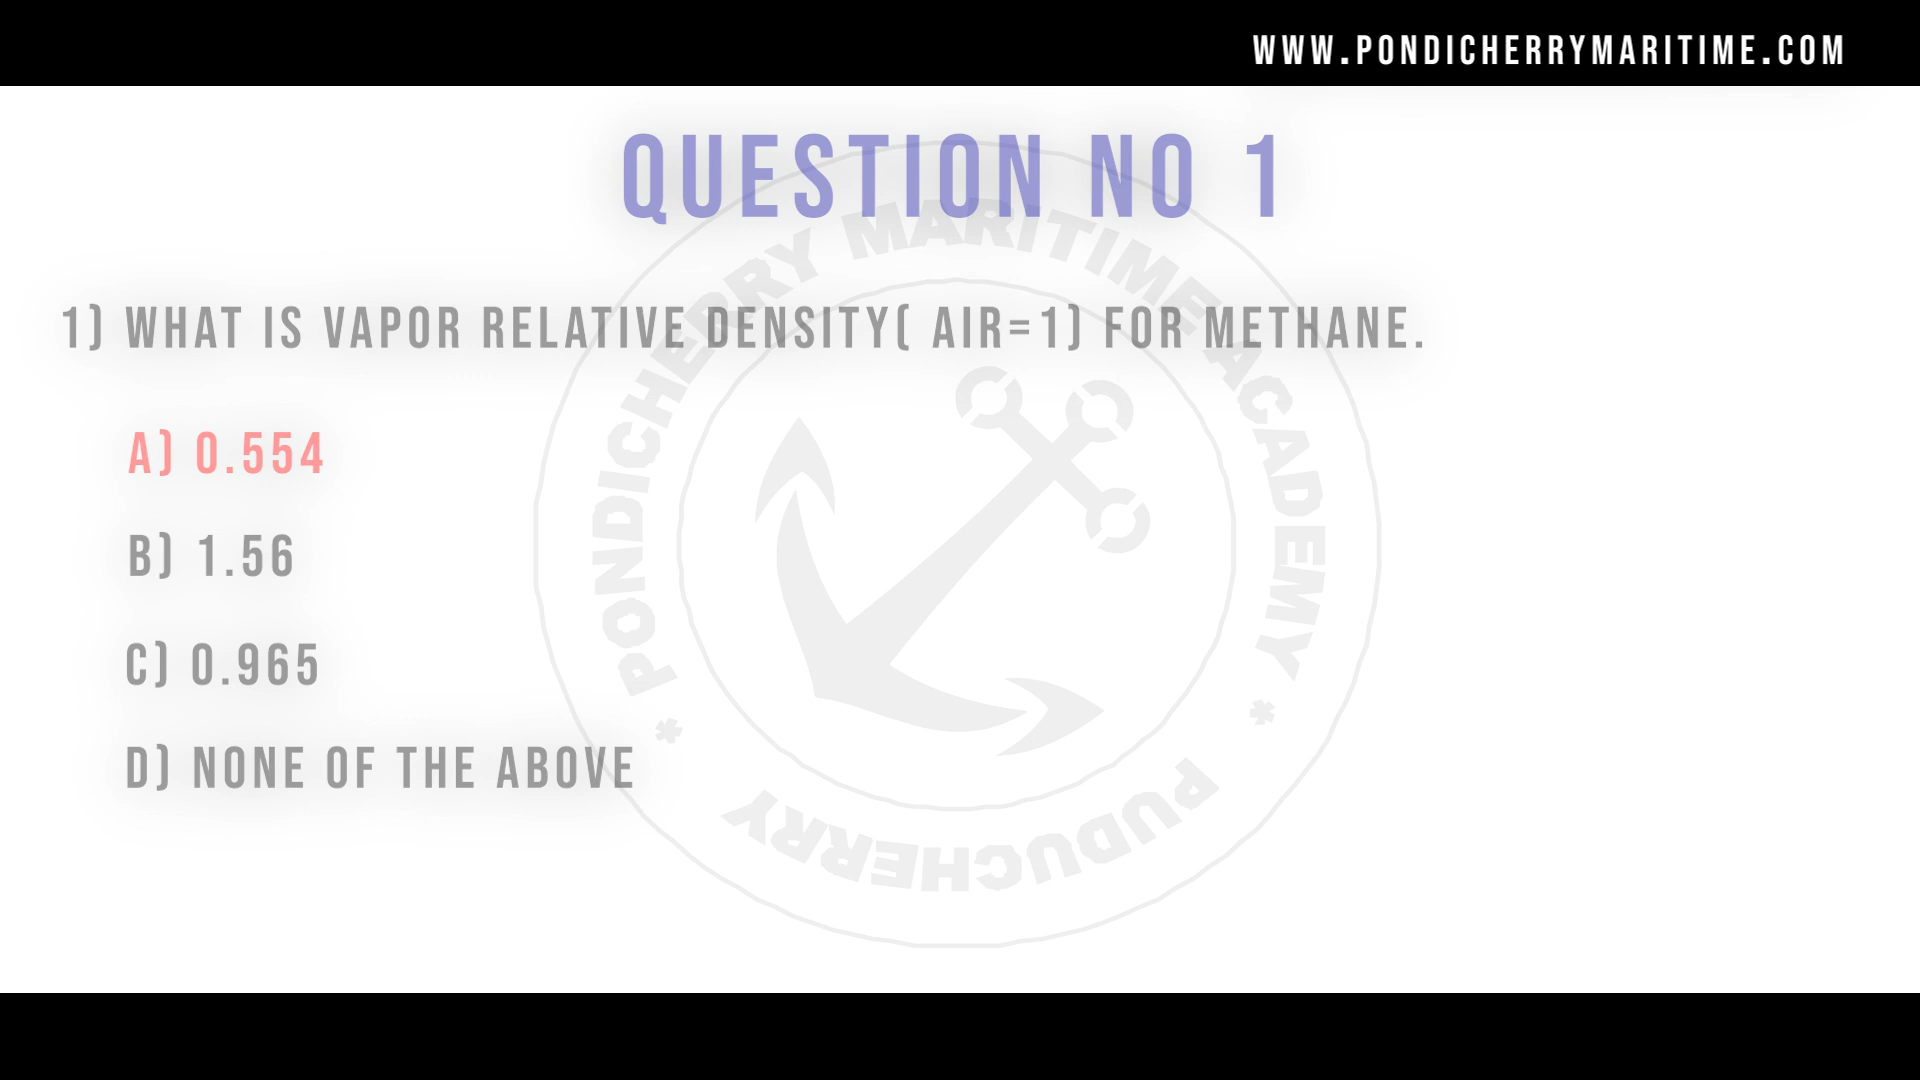 WWW.PONDICHERRYMARITIME.COM
QUESTION NO 1
1) WHAT IS VAPOR RELATIVE DENSITY( AIR=1) FOR METHANE.
A) 0.554
B) 1.56
C) 0.965
D) NONE OF THE ABOVE
* PONDICHERRY MARITIME ACADEMY *
PUDUCHERRY